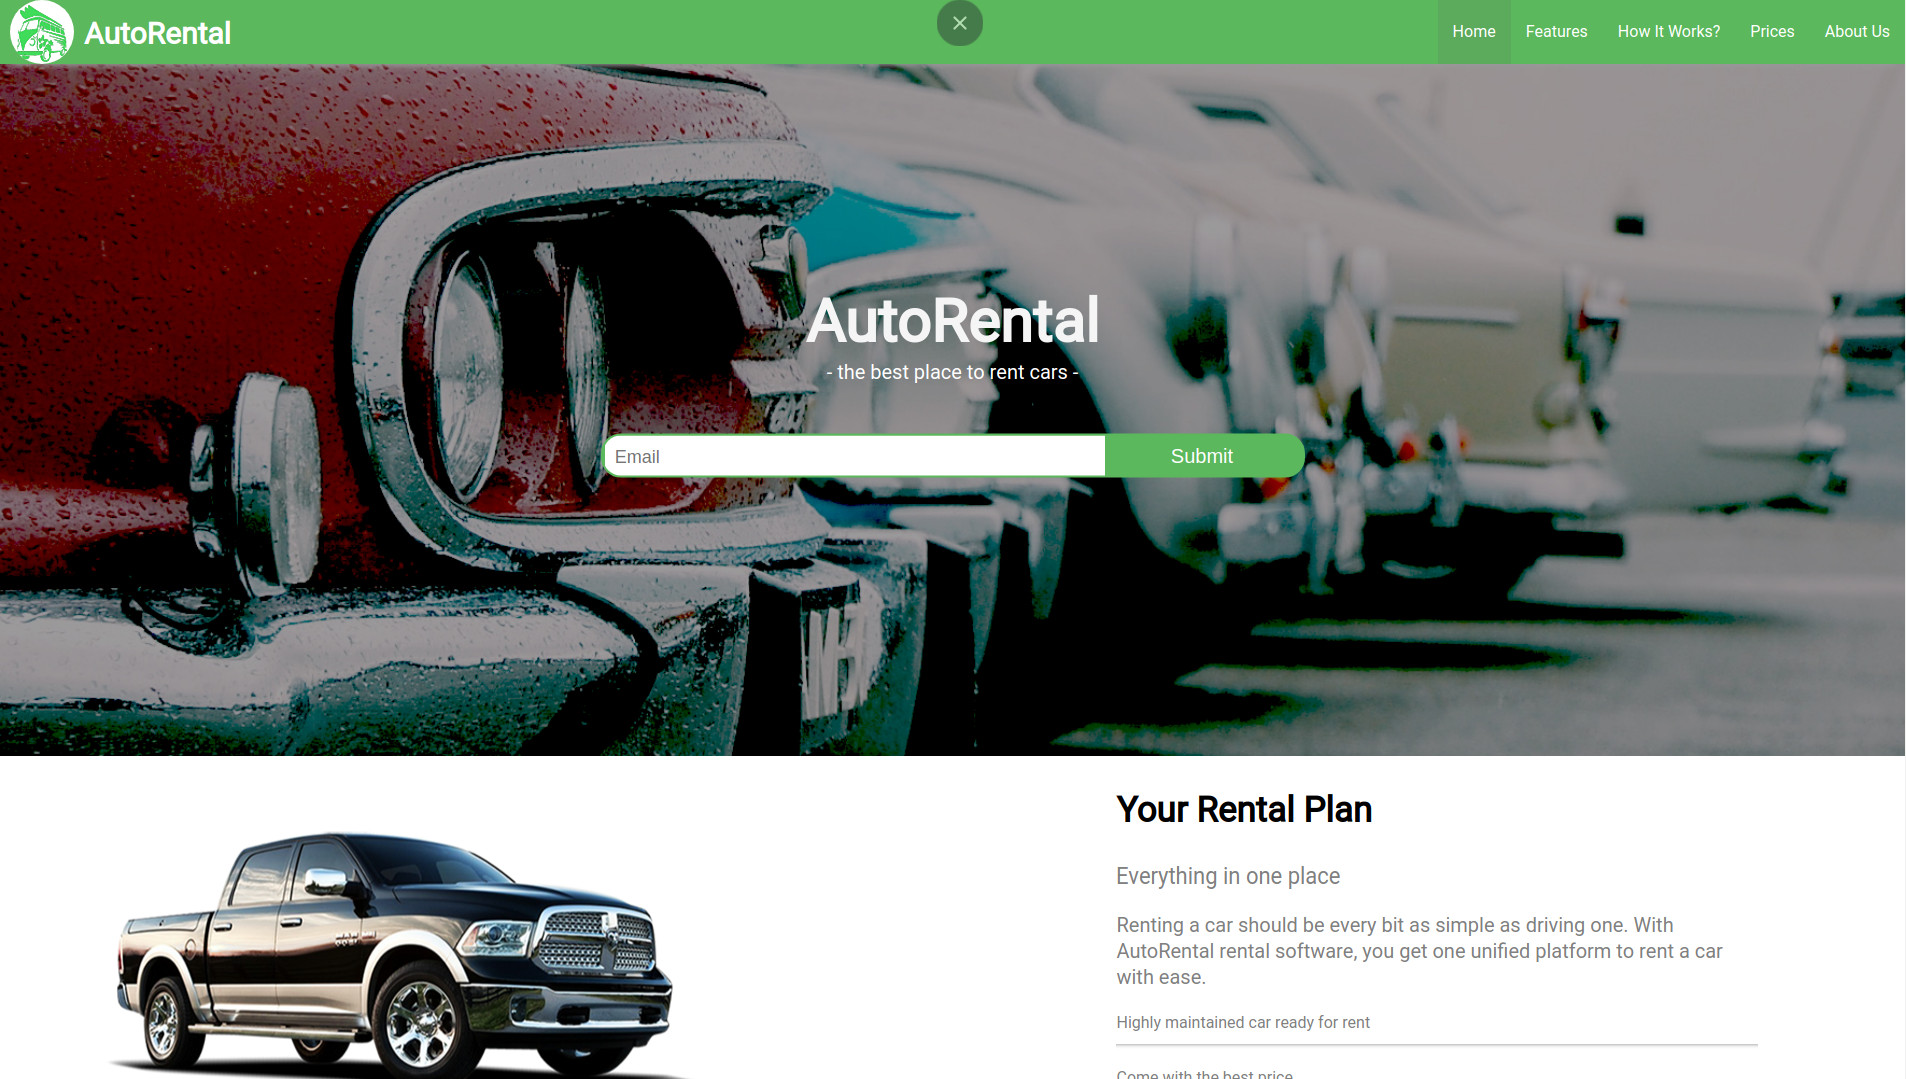 AutoRental
Home
Features
How It Works?
Prices
About Us
AutoRental
- the best place to rent cars -
Email
Submit
Your Rental Plan
Everything in one place
Renting a car should be every bit as simple as driving one. With
AutoRental rental software, you get one unified platform to rent a car
with ease.
Highly maintained car ready for rent
Come with the best price